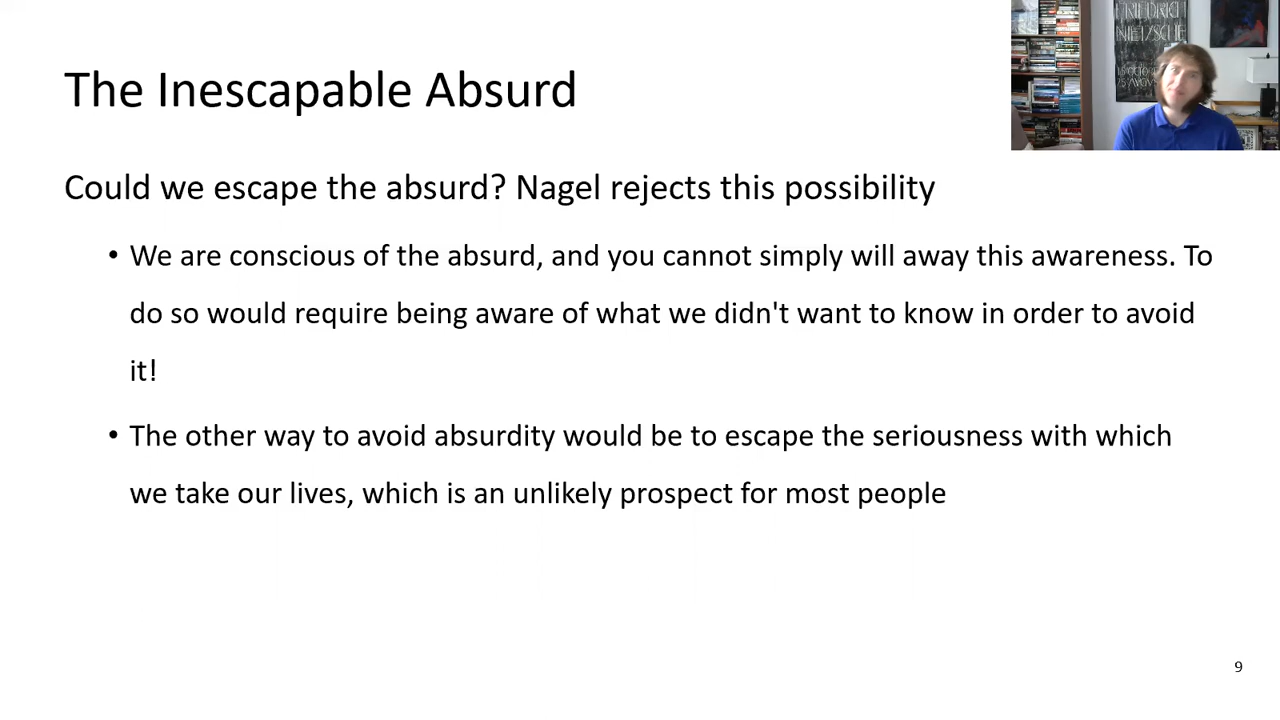 The Inescapable Absurd
FRIEDRICH
NIETZSCHE
Could we escape the absurd? Nagel rejects this possibility
• We are conscious of the absurd, and you cannot simply will away this awareness. To
do so would require being aware of what we didn't want to know in order to avoid
it!
• The other way to avoid absurdity would be to escape the seriousness with which
we take our lives, which is an unlikely prospect for most people
9